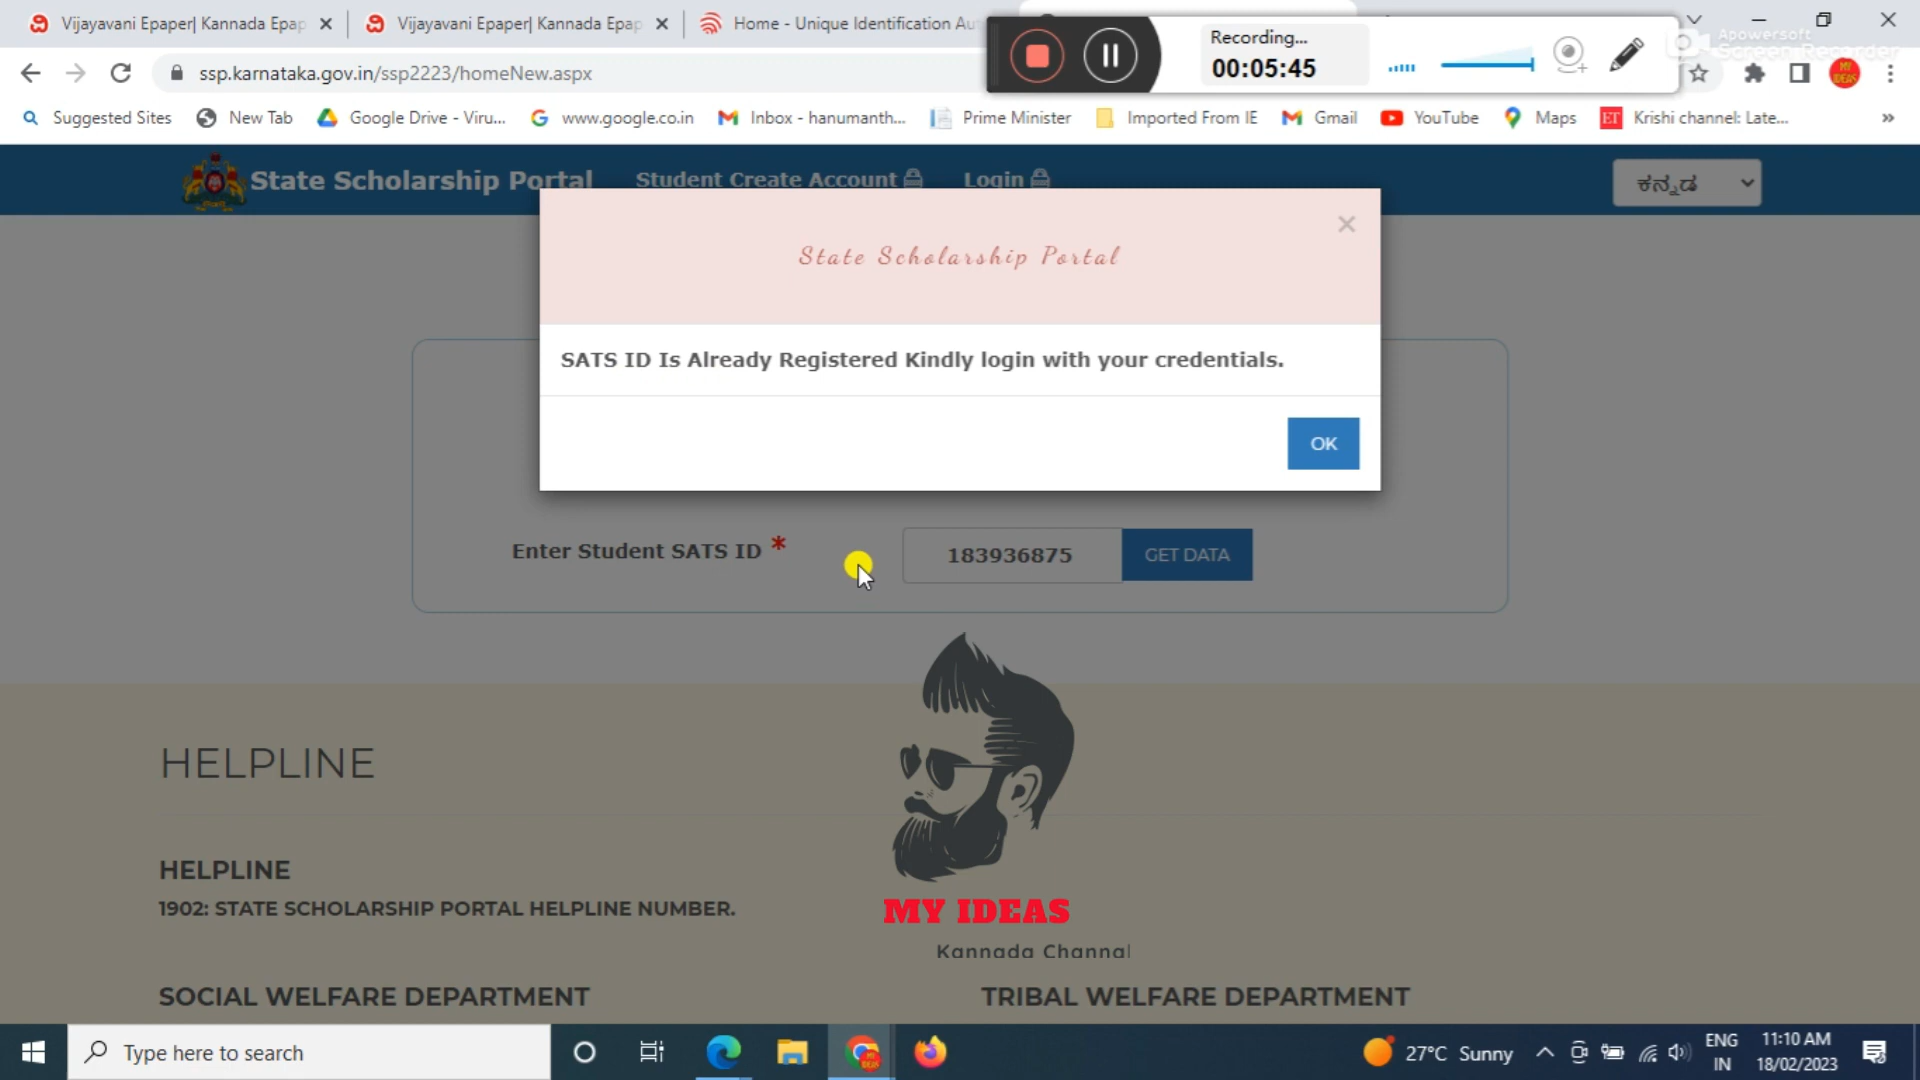 Vijayavani Epaper| Kannada Epap
Vijayavani Epaper| Kannada Epap
Home - Unique Identification Au
Recording...
00:05:45
Apowersoft
Screen Recorder
ssp.karnataka.gov.in/ssp2223/homeNew.aspx
Suggested Sites
New Tab
Google Drive - Viru...
www.google.co.in
Inbox - hanumanth...
Prime Minister
Imported From IE
Gmail
YouTube
Maps
ET
Krishi channel: Late...
»
State Scholarship Portal
Student Create Account
Login
ಕನ್ನಡ
State Scholarship Portal
SATS ID Is Already Registered Kindly login with your credentials.
OK
Enter Student SATS ID *
183936875
GET DATA
HELPLINE
HELPLINE
1902: STATE SCHOLARSHIP PORTAL HELPLINE NUMBER.
MY IDEAS
Kannada Channal
SOCIAL WELFARE DEPARTMENT
TRIBAL WELFARE DEPARTMENT
Type here to search
27°C Sunny
ENG
IN
11:10 AM
18/02/2023